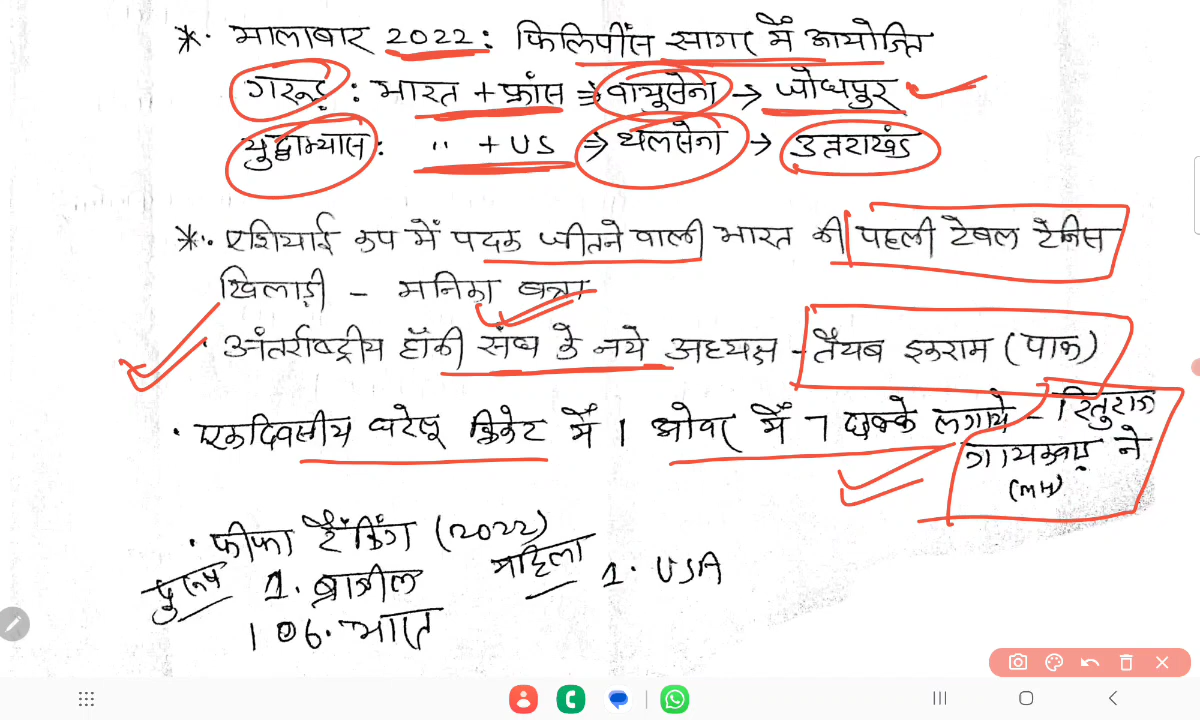 *. मालाबार 2022: फिलिपींस सागर में आयोजित
गरूड़ : भारत + फ्रांस ⇒ वायुसेना → जोधपुर
युद्धाभ्यास : " + US ⇒ थलसेना → उत्तराखंड
*. एशियाई कप में पदक जीतने वाली भारत की पहली टेबल टेनिस
खिलाड़ी - मनिका बत्रा
. अंतर्राष्ट्रीय हॉकी संघ के नये अध्यक्ष - तैयब इकराम (पाक)
. एकदिवसीय घरेलू क्रिकेट में 1 ओवर में 7 छक्के लगाये - रितुराज
गायकवाड़ ने
(MH)
. फीफा रैंकिंग (2022)
पुरूष 1. ब्राजील महिला 1. USA
106. भारत